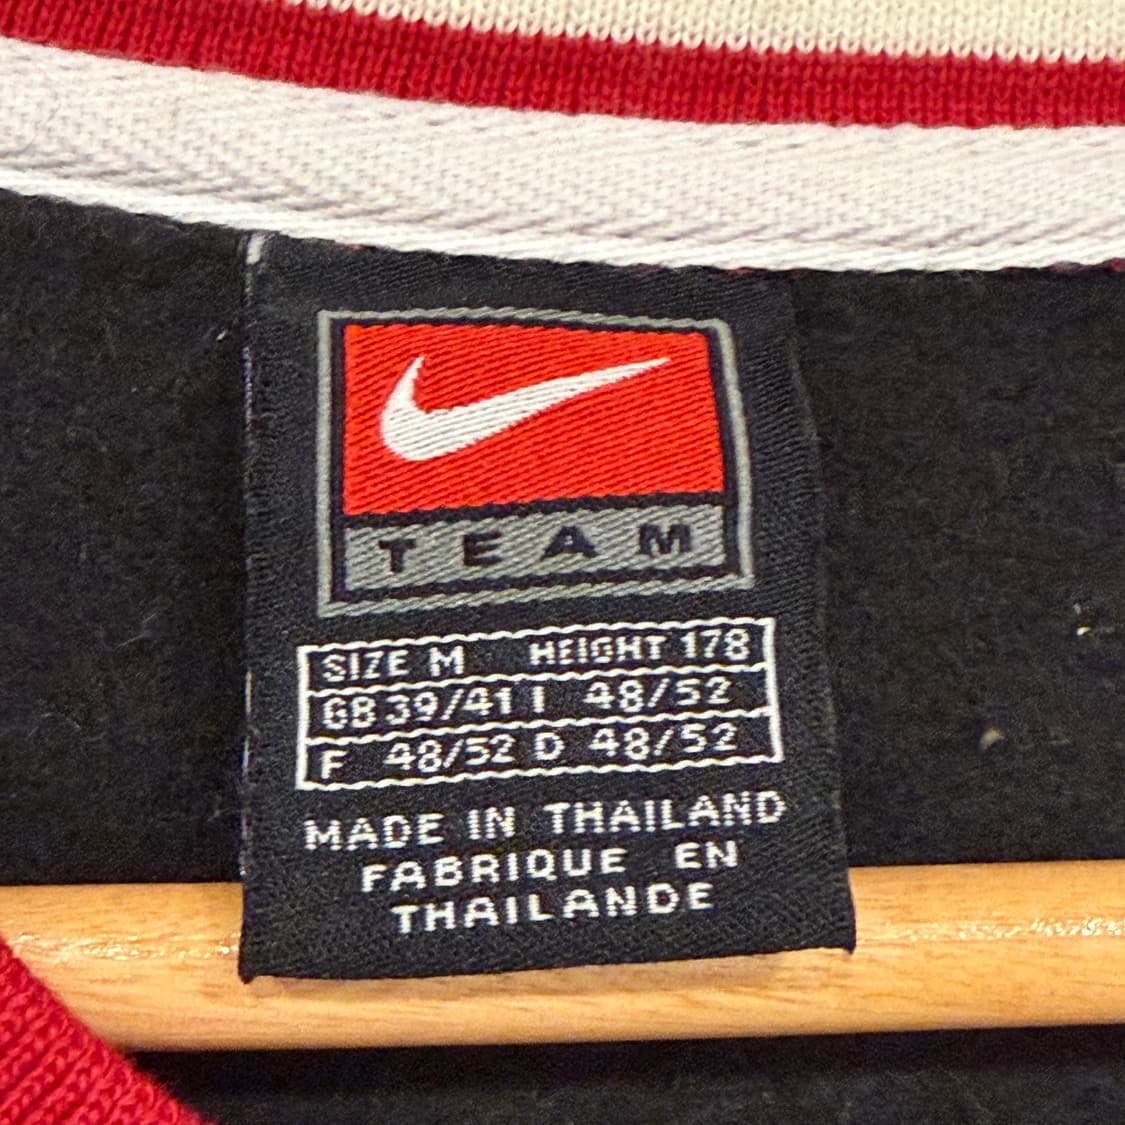 TEAM
SIZE M HEIGHT 178
GB 39/41 I 48/52
F 48/52 D 48/52
MADE IN THAILAND
FABRIQUE EN
THAILANDE